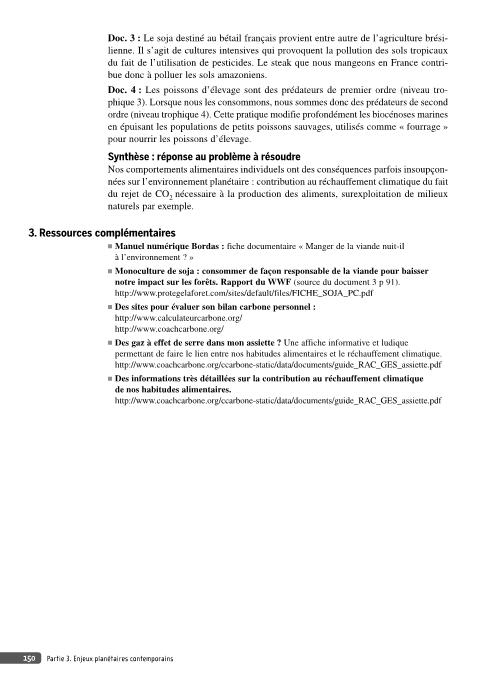 Doc. 3 : Le soja destiné au bétail français provient entre autre de l'agriculture brési-
lienne. Il s'agit de cultures intensives qui provoquent la pollution des sols tropicaux
du fait de l'utilisation de pesticides. Le steak que nous mangeons en France contri-
bue donc à polluer les sols amazoniens.
Doc. 4 : Les poissons d'élevage sont des prédateurs de premier ordre (niveau tro-
phique 3). Lorsque nous les consommons, nous sommes donc des prédateurs de second
ordre (niveau trophique 4). Cette pratique modifie profondément les biocénoses marines
en épuisant les populations de petits poissons sauvages, utilisés comme « fourrage »
pour nourrir les poissons d'élevage.
Synthèse : réponse au problème à résoudre
Nos comportements alimentaires individuels ont des conséquences parfois insoupçon-
nées sur l'environnement planétaire : contribution au réchauffement climatique du fait
du rejet de CO2 nécessaire à la production des aliments, surexploitation de milieux
naturels par exemple.
3. Ressources complémentaires
■ Manuel numérique Bordas : fiche documentaire « Manger de la viande nuit-il
à l'environnement ? »
■ Monoculture de soja : consommer de façon responsable de la viande pour baisser
notre impact sur les forêts. Rapport du WWF (source du document 3 p 91).
http://www.protegelaforet.com/sites/default/files/FICHE_SOJA_PC.pdf
■ Des sites pour évaluer son bilan carbone personnel :
http://www.calculateurcarbone.org/
http://www.coachcarbone.org/
■ Des gaz à effet de serre dans mon assiette ? Une affiche informative et ludique
permettant de faire le lien entre nos habitudes alimentaires et le réchauffement climatique.
http://www.coachcarbone.org/ccarbone-static/data/documents/guide_RAC_GES_assiette.pdf
■ Des informations très détaillées sur la contribution au réchauffement climatique
de nos habitudes alimentaires.
http://www.coachcarbone.org/ccarbone-static/data/documents/guide_RAC_GES_assiette.pdf
150 Partie 3. Enjeux planétaires contemporains